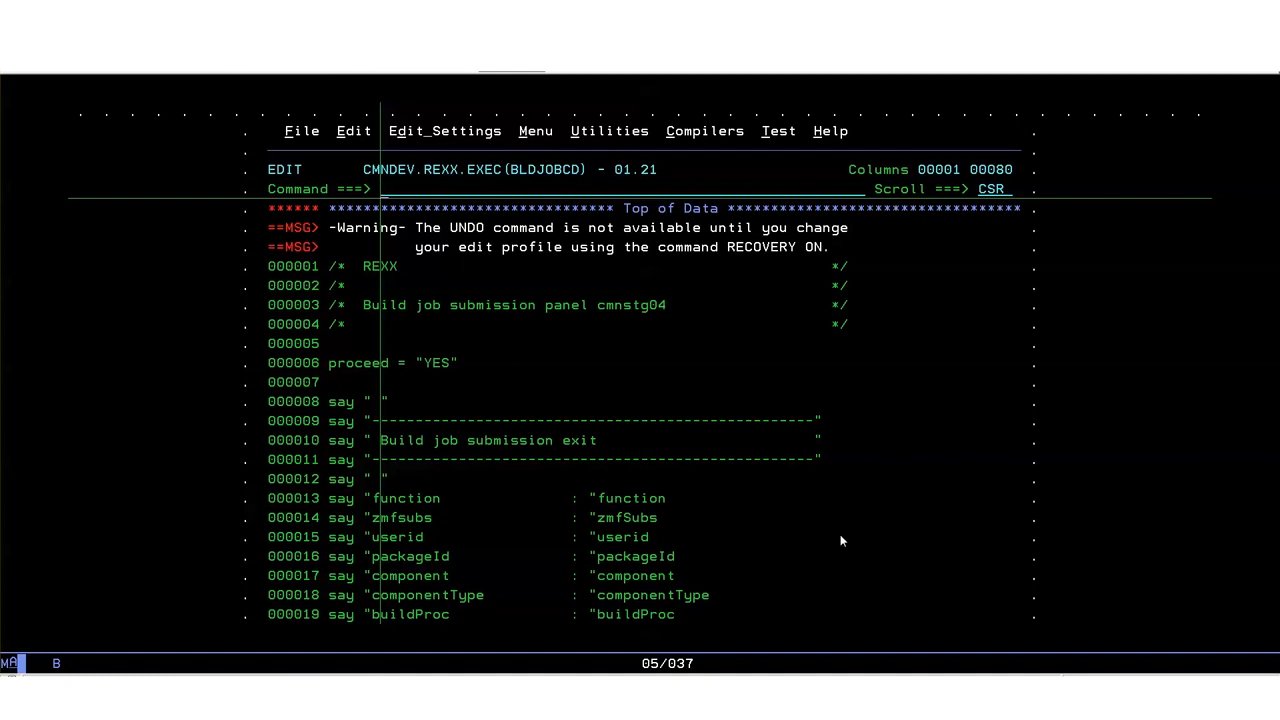 File  Edit  Edit_Settings  Menu  Utilities  Compilers  Test  Help
EDIT       CMNDEV.REXX.EXEC(BLDJOBCD) - 01.21                      Columns 00001 00080
Command ===>                                                          Scroll ===> CSR
****** ********************************* Top of Data **********************************
==MSG> -Warning- The UNDO command is not available until you change
==MSG>           your edit profile using the command RECOVERY ON.
000001 /*  REXX                                                  */
000002 /*                                                        */
000003 /*  Build job submission panel cmnstg04                   */
000004 /*                                                        */
000005
000006 proceed = "YES"
000007
000008 say " "
000009 say "---------------------------------------------------"
000010 say " Build job submission exit                         "
000011 say "---------------------------------------------------"
000012 say " "
000013 say "function               : "function
000014 say "zmfsubs                : "zmfSubs
000015 say "userid                 : "userid
000016 say "packageId              : "packageId
000017 say "component              : "component
000018 say "componentType          : "componentType
000019 say "buildProc              : "buildProc
MA    B                                    05/037